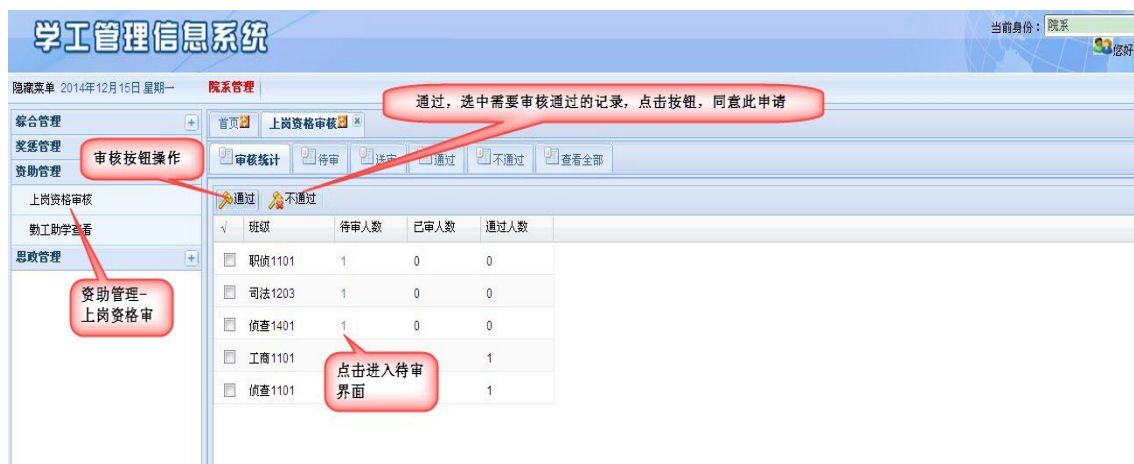 学工管理信息系统
当前身份： 院系
您好
隐藏菜单 2014年12月15日 星期一 院系管理
通过，选中需要审核通过的记录，点击按钮，同意此申请
综合管理
首页 上岗资格审核
奖惩管理
审核按钮操作
资助管理
审核统计 待审 送审 通过 不通过 查看全部
上岗资格审核
通过 不通过
勤工助学查看
√ 班级 待审人数 已审人数 通过人数
思政管理
职侦1101 1 0 0
资助管理-
上岗资格审
司法1203 1 0 0
侦查1401 1 0 0
工商1101 1
点击进入待审
界面
侦查1101 1